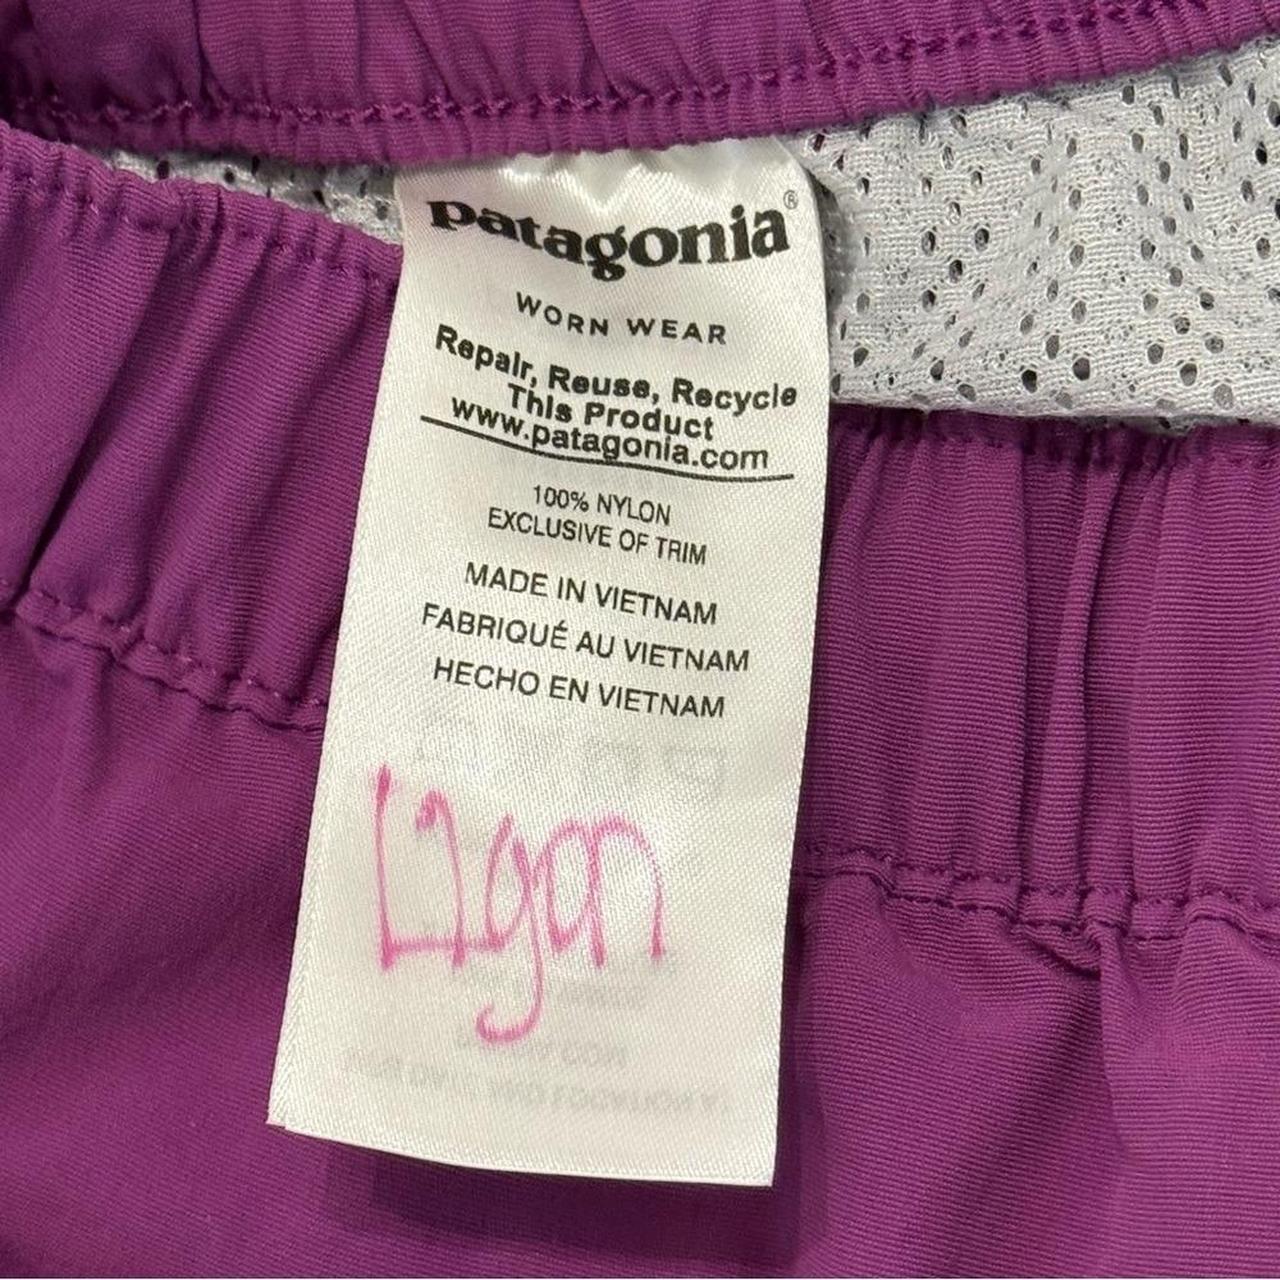 patagonia®
WORN WEAR
Repair, Reuse, Recycle
This Product
www.patagonia.com
100% NYLON
EXCLUSIVE OF TRIM
MADE IN VIETNAM
FABRIQUÉ AU VIETNAM
HECHO EN VIETNAM